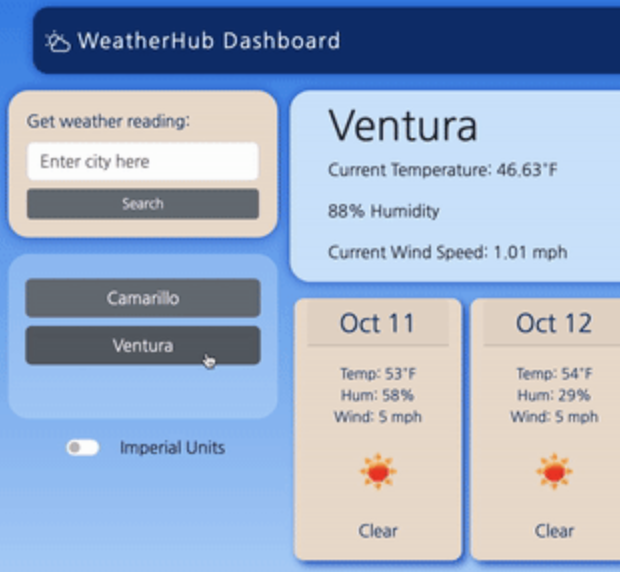 WeatherHub Dashboard
Get weather reading:
Enter city here
Search
Camarillo
Ventura
Imperial Units
Ventura
Current Temperature: 46.63°F
88% Humidity
Current Wind Speed: 1.01 mph
Oct 11
Temp: 53°F
Hum: 58%
Wind: 5 mph
Clear
Oct 12
Temp: 54°F
Hum: 29%
Wind: 5 mph
Clear